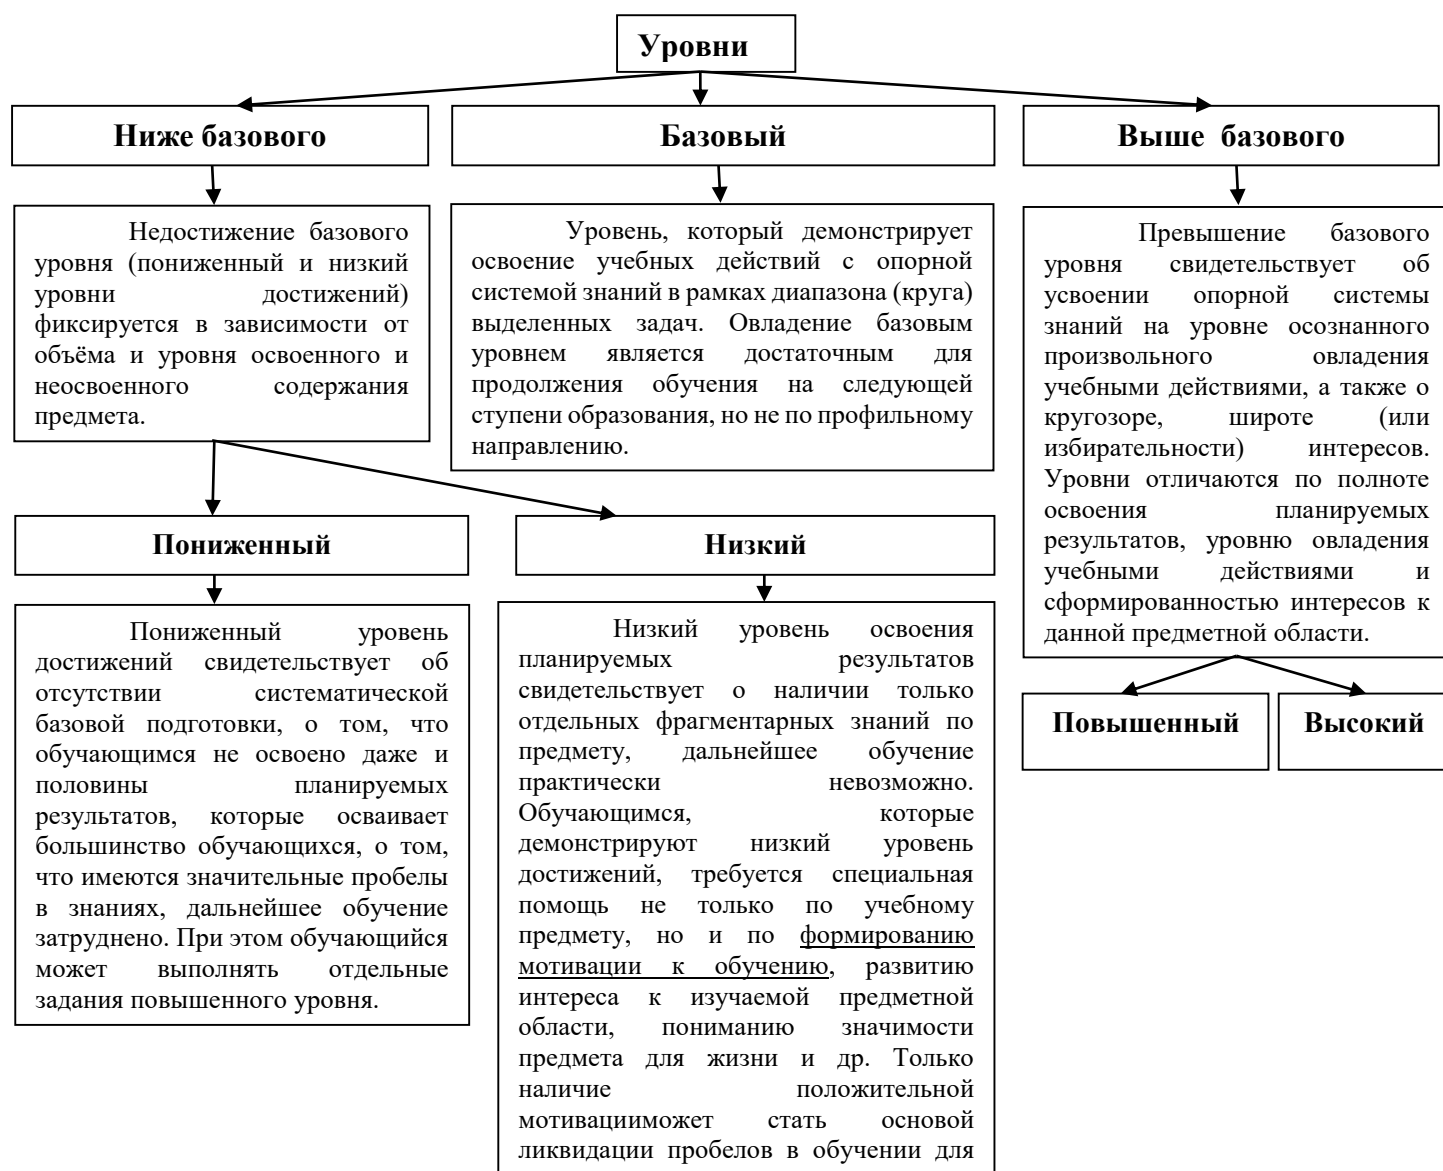 Уровни
Ниже базового
Базовый
Выше базового
Недостижение базового
уровня (пониженный и низкий
уровни достижений)
фиксируется в зависимости от
объёма и уровня освоенного и
неосвоенного содержания
предмета.
Уровень, который демонстрирует
освоение учебных действий с опорной
системой знаний в рамках диапазона (круга)
выделенных задач. Овладение базовым
уровнем является достаточным для
продолжения обучения на следующей
ступени образования, но не по профильному
направлению.
Превышение базового
уровня свидетельствует об
усвоении опорной системы
знаний на уровне осознанного
произвольного овладения
учебными действиями, а также о
кругозоре, широте (или
избирательности) интересов.
Уровни отличаются по полноте
освоения планируемых
результатов, уровню овладения
учебными действиями и
сформированностью интересов к
данной предметной области.
Пониженный
Низкий
Пониженный уровень
достижений свидетельствует об
отсутствии систематической
базовой подготовки, о том, что
обучающимся не освоено даже и
половины планируемых
результатов, которые осваивает
большинство обучающихся, о том,
что имеются значительные пробелы
в знаниях, дальнейшее обучение
затруднено. При этом обучающийся
может выполнять отдельные
задания повышенного уровня.
Низкий уровень освоения
планируемых результатов
свидетельствует о наличии только
отдельных фрагментарных знаний по
предмету, дальнейшее обучение
практически невозможно.
Обучающимся, которые
демонстрируют низкий уровень
достижений, требуется специальная
помощь не только по учебному
предмету, но и по формированию
мотивации к обучению, развитию
интереса к изучаемой предметной
области, пониманию значимости
предмета для жизни и др. Только
наличие положительной
мотивацииможет стать основой
ликвидации пробелов в обучении для
Повышенный
Высокий